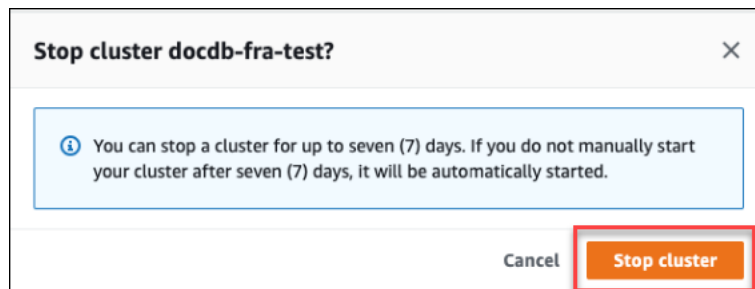 Stop cluster docdb-fra-test?
You can stop a cluster for up to seven (7) days. If you do not manually start
your cluster after seven (7) days, it will be automatically started.
Cancel
Stop cluster